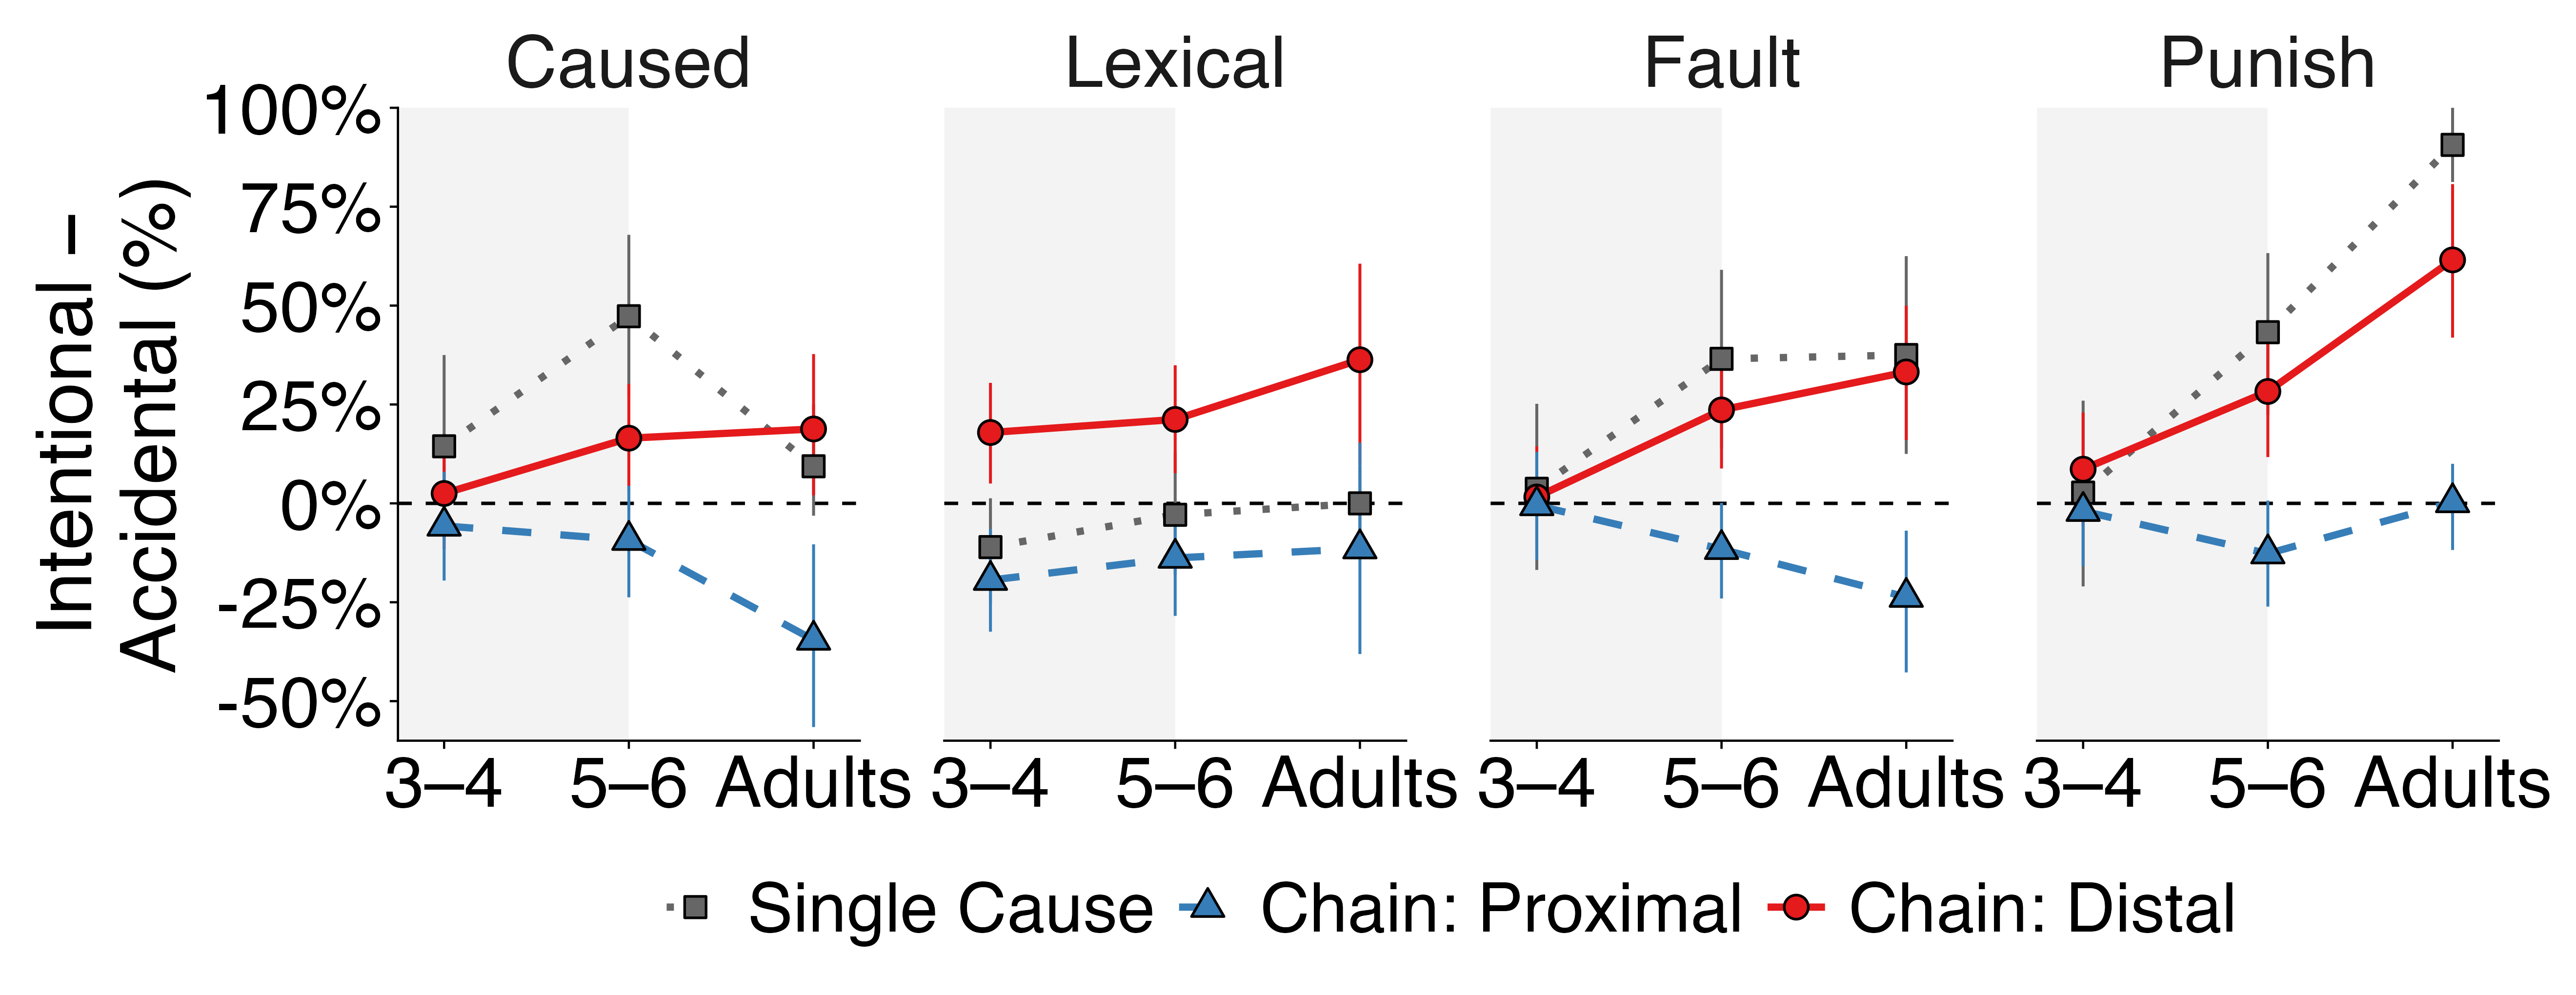 Caused Lexical Fault Punish
Intentional –
Accidental (%)
100%
75%
50%
25%
0%
-25%
-50%
3–4 5–6 Adults 3–4 5–6 Adults 3–4 5–6 Adults 3–4 5–6 Adults
Single Cause Chain: Proximal Chain: Distal